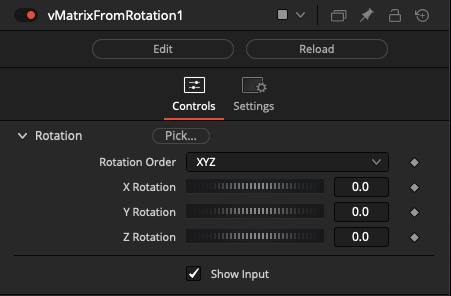 vMatrixFromRotation1
Edit Reload
Controls Settings
Rotation Pick...
Rotation Order XYZ
X Rotation 0.0
Y Rotation 0.0
Z Rotation 0.0
Show Input